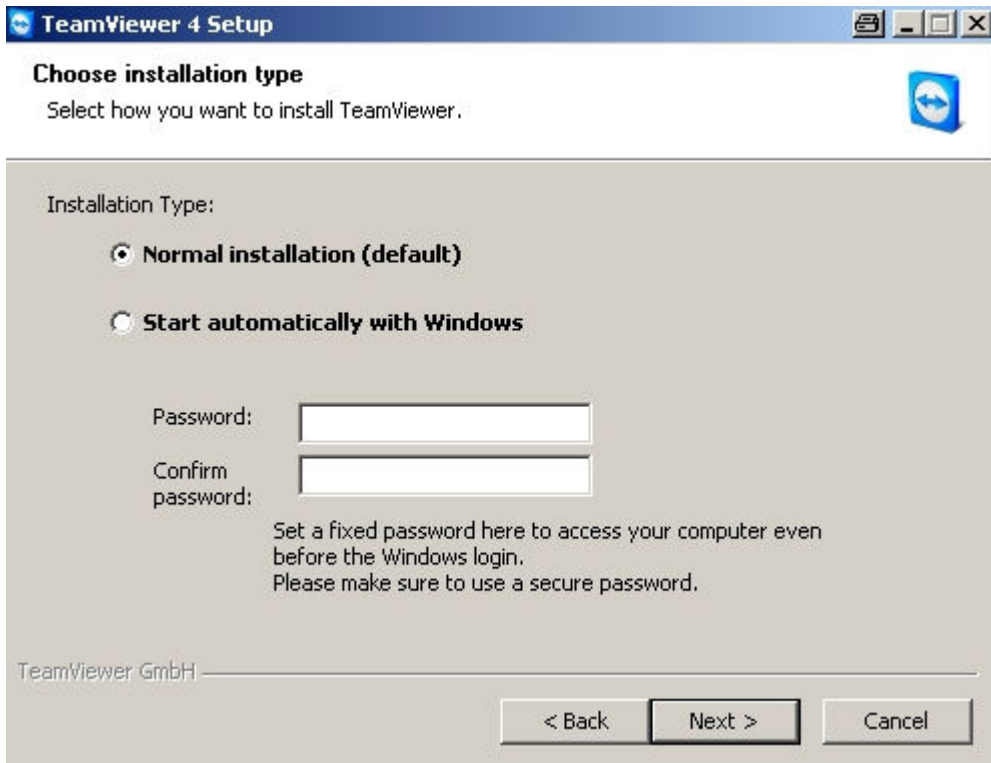 TeamViewer 4 Setup
Choose installation type
Select how you want to install TeamViewer.
Installation Type:
Normal installation (default)
Start automatically with Windows
Password:
Confirm
password:
Set a fixed password here to access your computer even
before the Windows login.
Please make sure to use a secure password.
TeamViewer GmbH
< Back Next > Cancel